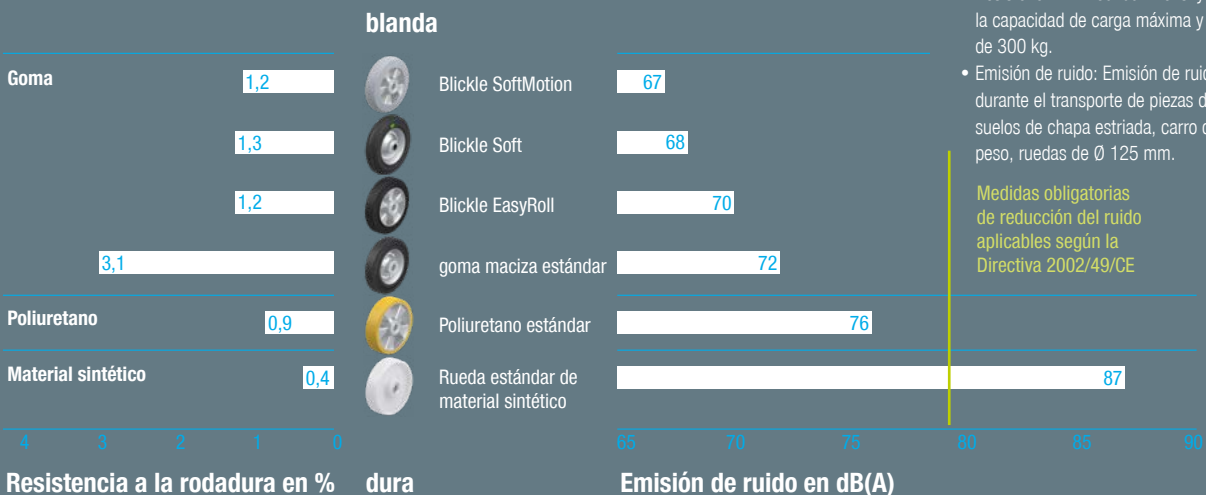 blanda
Goma
1,2
Blickle SoftMotion
67
1,3
Blickle Soft
68
1,2
Blickle EasyRoll
70
3,1
goma maciza estándar
72
Poliuretano
0,9
Poliuretano estándar
76
Material sintético
0,4
Rueda estándar de
material sintético
87
4 3 2 1 0
65 70 75 80 85 90
Resistencia a la rodadura en %
dura
Emisión de ruido en dB(A)
la capacidad de carga máxima y
de 300 kg.
• Emisión de ruido: Emisión de
durante el transporte de piezas
suelos de chapa estriada, carro
peso, ruedas de Ø 125 mm.
Medidas obligatorias
de reducción del ruido
aplicables según la
Directiva 2002/49/CE